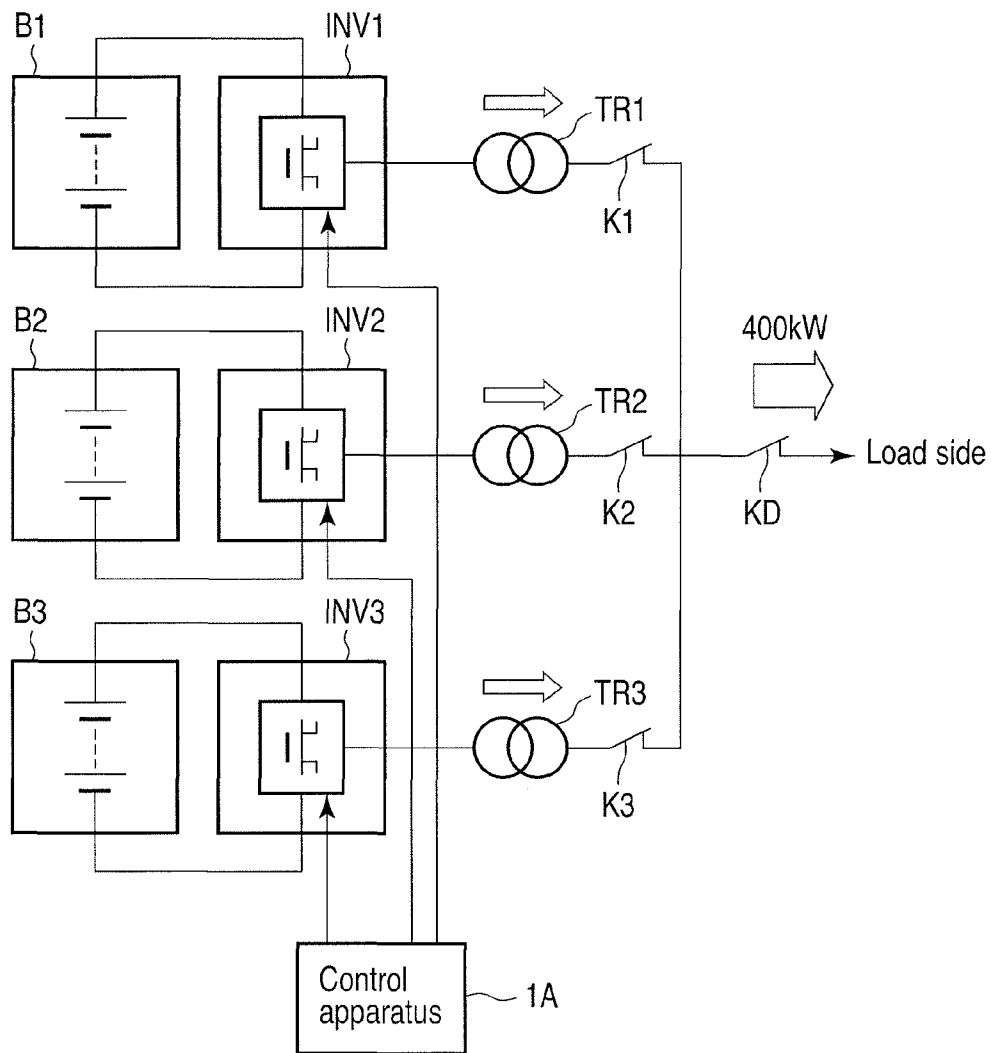 B1
INV1
TR1
K1
B2
INV2
TR2
K2
400kW
Load side
KD
B3
INV3
TR3
K3
Control
apparatus
1A